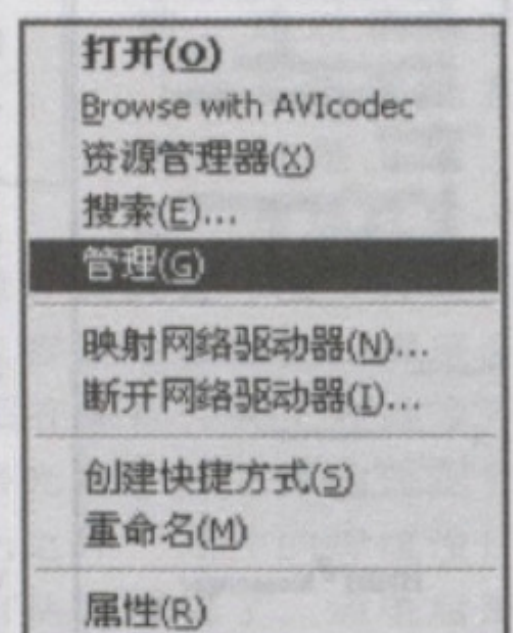 打开(O)
Browse with AVIcodec
资源管理器(X)
搜索(E)...
管理(G)
映射网络驱动器(N)...
断开网络驱动器(I)...
创建快捷方式(S)
重命名(M)
属性(R)